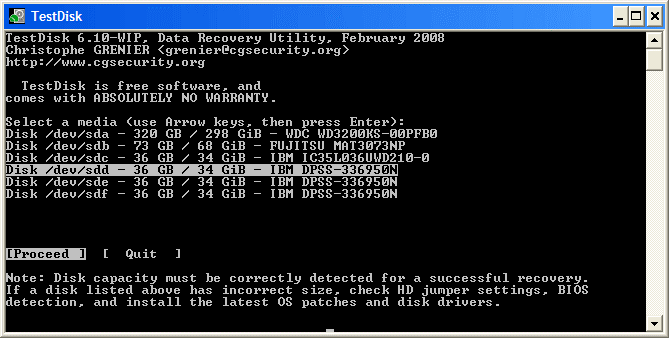 TestDisk
TestDisk 6.10-WIP, Data Recovery Utility, February 2008
Christophe GRENIER <grenier@cgsecurity.org>
http://www.cgsecurity.org
TestDisk is free software, and
comes with ABSOLUTELY NO WARRANTY.
Select a media (use Arrow keys, then press Enter):
Disk /dev/sda - 320 GB / 298 GiB - WDC WD3200KS-00PFB0
Disk /dev/sdb - 73 GB / 68 GiB - FUJITSU MAT3073NP
Disk /dev/sdc - 36 GB / 34 GiB - IBM IC35L036UWD210-0
Disk /dev/sdd - 36 GB / 34 GiB - IBM DPSS-336950N
Disk /dev/sde - 36 GB / 34 GiB - IBM DPSS-336950N
Disk /dev/sdf - 36 GB / 34 GiB - IBM DPSS-336950N
[Proceed ]  [  Quit  ]
Note: Disk capacity must be correctly detected for a successful recovery.
If a disk listed above has incorrect size, check HD jumper settings, BIOS
detection, and install the latest OS patches and disk drivers.